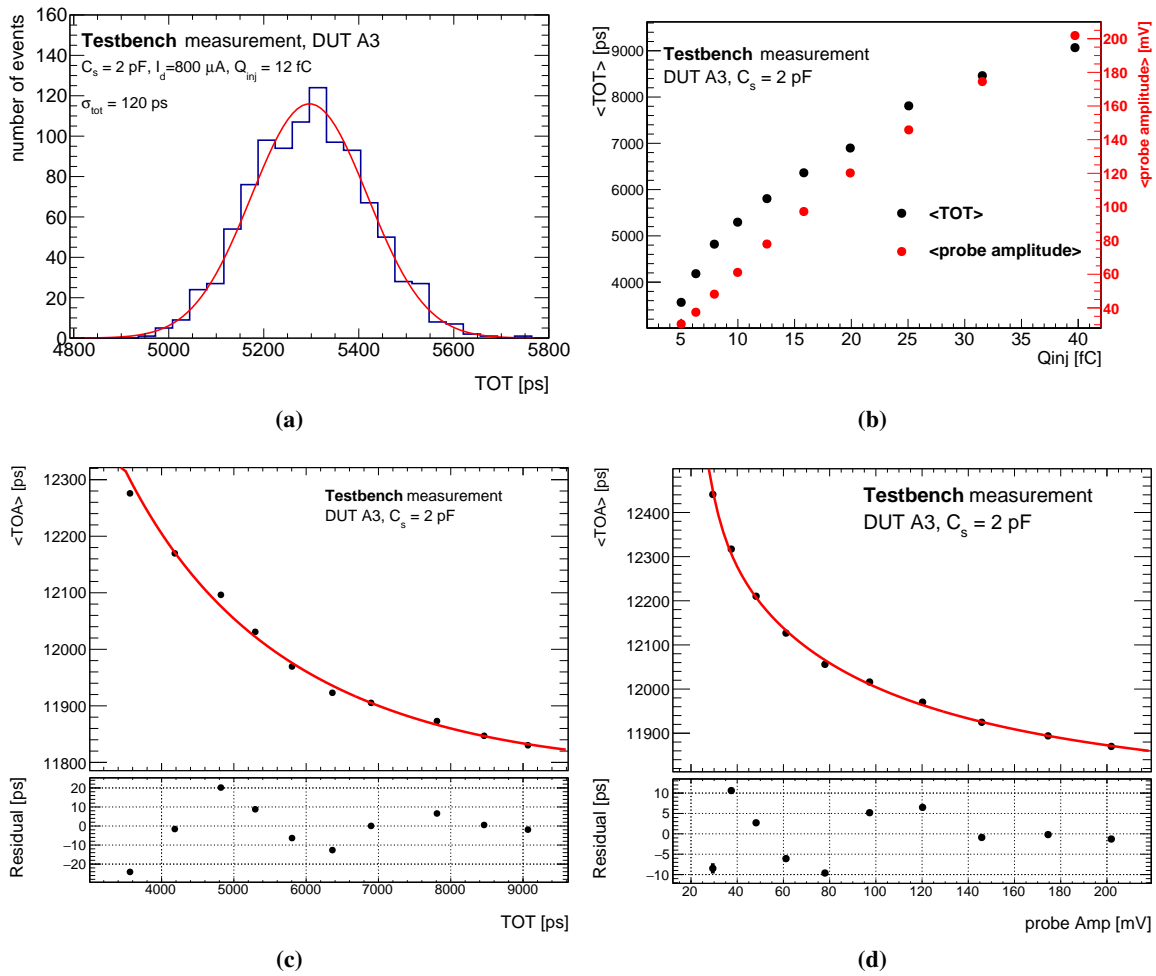 number of events
160
140
120
100
80
60
40
20
0
Testbench measurement, DUT A3
C_s = 2 pF, I_d=800 μA, Q_inj = 12 fC
σ_tot = 120 ps
4800 5000 5200 5400 5600 5800
TOT [ps]
(a)
<TOT> [ps]
9000
8000
7000
6000
5000
4000
Testbench measurement
DUT A3, C_s = 2 pF
<TOT>
<probe amplitude>
200
180
160
140
120
100
80
60
40
<probe amplitude> [mV]
5 10 15 20 25 30 35 40
Qinj [fC]
(b)
<TOA> [ps]
12300
12200
12100
12000
11900
11800
Testbench measurement
DUT A3, C_s = 2 pF
Residual [ps]
20
10
0
−10
−20
4000 5000 6000 7000 8000 9000
TOT [ps]
(c)
<TOA> [ps]
12400
12300
12200
12100
12000
11900
Testbench measurement
DUT A3, C_s = 2 pF
Residual [ps]
10
5
0
−5
−10
20 40 60 80 100 120 140 160 180 200
probe Amp [mV]
(d)